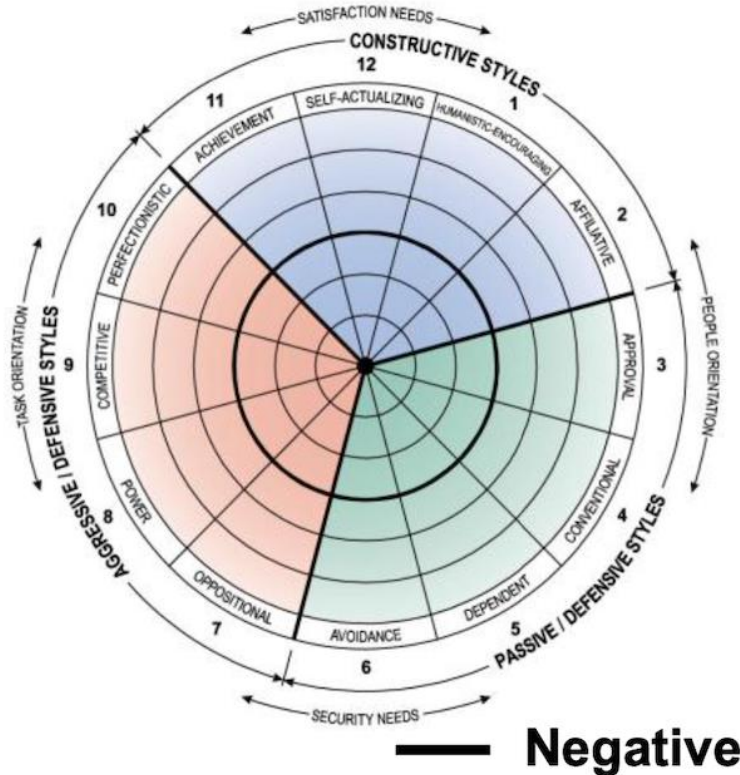 SATISFACTION NEEDS
CONSTRUCTIVE STYLES
12
11
1
SELF-ACTUALIZING
ACHIEVEMENT
HUMANISTIC-ENCOURAGING
10
2
PERFECTIONISTIC
AFFILIATIVE
TASK ORIENTATION
AGGRESSIVE / DEFENSIVE STYLES
9
COMPETITIVE
APPROVAL
3
PEOPLE ORIENTATION
8
POWER
CONVENTIONAL
4
OPPOSITIONAL
DEPENDENT
7
AVOIDANCE
5
PASSIVE / DEFENSIVE STYLES
6
SECURITY NEEDS
Negative